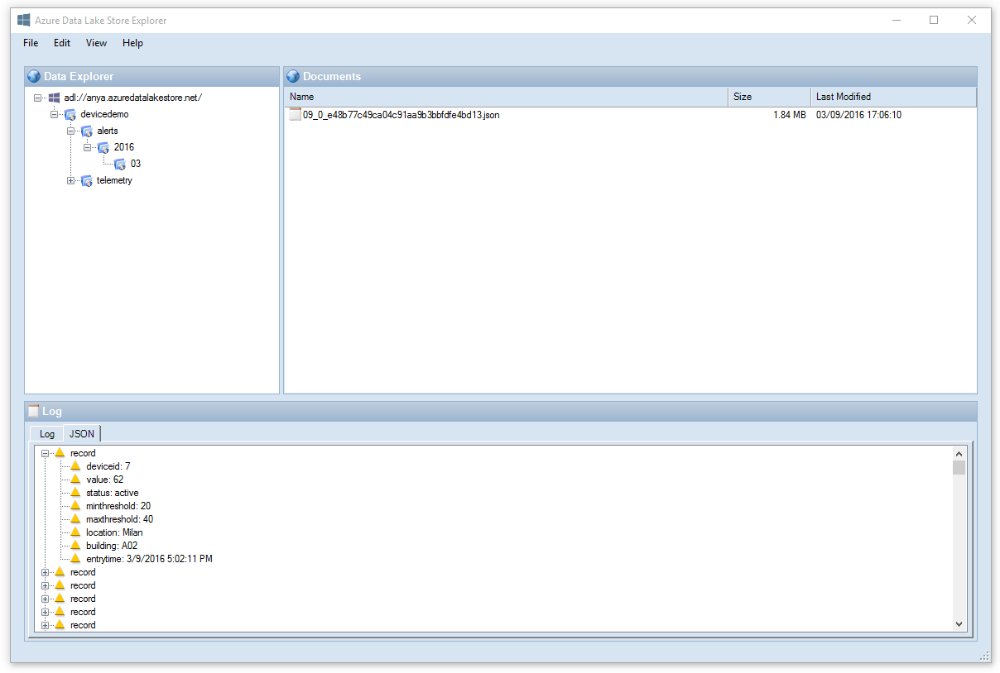 Azure Data Lake Store Explorer
File Edit View Help
Data Explorer
adl://anya.azuredatalakestore.net/
devicedemo
alerts
2016
03
telemetry
Documents
Name Size Last Modified
09_0_e48b77c49ca04c91aa9b3bbfdfe4bd13.json 1.84 MB 03/09/2016 17:06:10
Log
Log JSON
record
deviceid: 7
value: 62
status: active
minthreshold: 20
maxthreshold: 40
location: Milan
building: A02
entrytime: 3/9/2016 5:02:11 PM
record
record
record
record
record